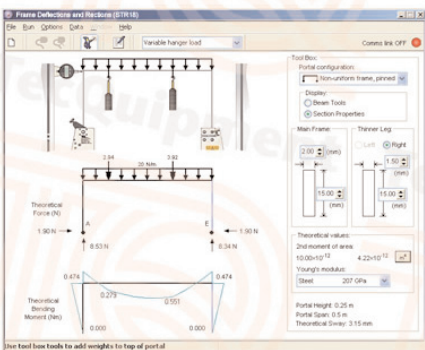 Frame Deflections and Rections (STR18)
File Run Options Data Help
Variable hanger load
Comms link OFF
Tool Box:
Portal configuration:
Non-uniform frame, pinned
Display:
Beam Tools
Section Properties
Main Frame:
Thinner Leg:
Left Right
2.00 (mm)
1.50
(mm)
15.00
(mm)
15.00
(mm)
2.94 3.92
20 N/m
Theoretical
Force (N)
A E
1.90 N
1.90 N
8.53 N
8.34 N
Theoretical values:
2nd moment of area:
10.00×10-12 4.22×10-12 m4
Young's modulus:
Steel 207 GPa
0.474 0.474
0.273 0.551
Theoretical
Bending
Moment (Nm)
0.000 0.000
Portal Height: 0.25 m
Portal Span: 0.5 m
Theoretical Sway: 3.15 mm
Use tool box tools to add weights to top of portal
TecQuipment